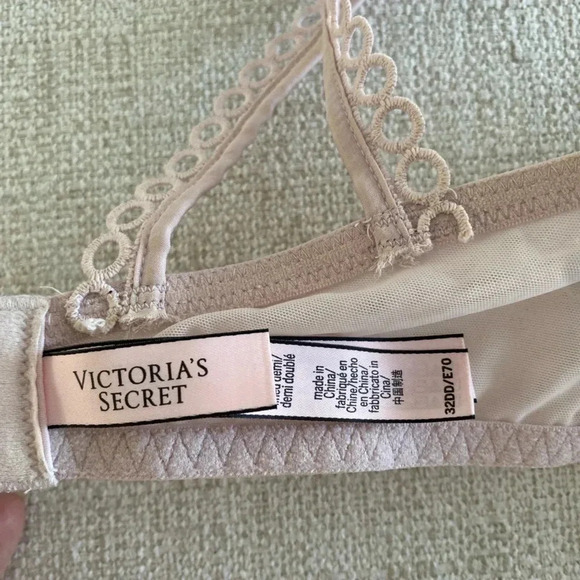 VICTORIA'S
SECRET
demi/
demi doublé
made in
China/
fabriqué en
Chine/hecho
en China/
fabbricato in
Cina/
中国制造
32DD/E70